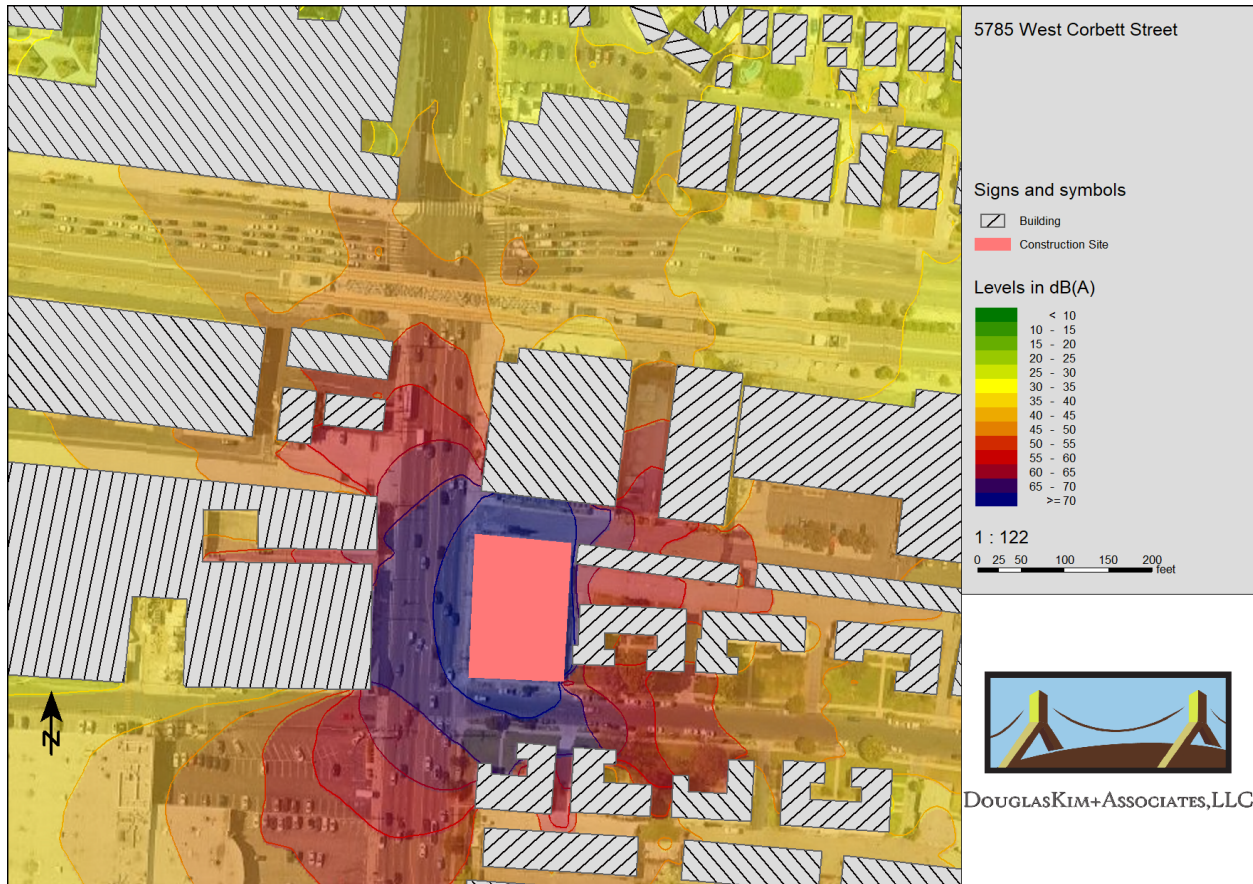 5785 West Corbett Street
Signs and symbols
Building
Construction Site
Levels in dB(A)
< 10
10 - 15
15 - 20
20 - 25
25 - 30
30 - 35
35 - 40
40 - 45
45 - 50
50 - 55
55 - 60
60 - 65
65 - 70
>= 70
1 : 122
0 25 50 100 150 200
feet
N
DOUGLASKIM+ASSOCIATES,LLC